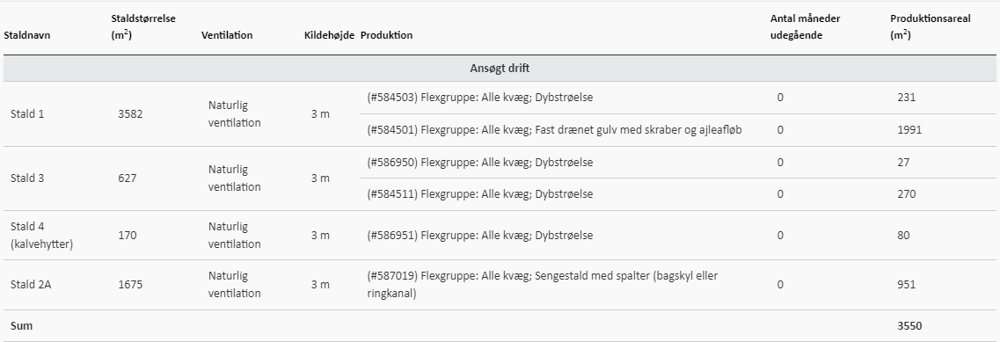 Staldnavn Staldstørrelse (m²) Ventilation Kildehøjde Produktion Antal måneder udegående Produktionsareal (m²)
Ansøgt drift
Stald 1 3582 Naturlig ventilation 3 m (#584503) Flexgruppe: Alle kvæg; Dybstrøelse 0 231
(#584501) Flexgruppe: Alle kvæg; Fast drænet gulv med skraber og ajleafløb 0 1991
Stald 3 627 Naturlig ventilation 3 m (#586950) Flexgruppe: Alle kvæg; Dybstrøelse 0 27
(#584511) Flexgruppe: Alle kvæg; Dybstrøelse 0 270
Stald 4 (kalvehytter) 170 Naturlig ventilation 3 m (#586951) Flexgruppe: Alle kvæg; Dybstrøelse 0 80
Stald 2A 1675 Naturlig ventilation 3 m (#587019) Flexgruppe: Alle kvæg; Sengestald med spalter (bagskyl eller ringkanal) 0 951
Sum 3550